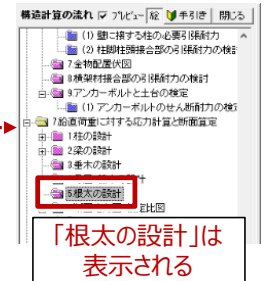 構造計算の流れ プレビュー 絵 手引き 閉じる
(1) 壁に接する柱の必要引張耐力
(2) 柱脚柱頭接合部の引張耐力の検
7金物配置伏図
8横架材接合部の引張耐力の検討
9アンカーボルトと土台の検定
(1) アンカーボルトのせん断耐力の検
7鉛直荷重に対する応力計算と断面算定
1柱の設計
2梁の設計
3垂木の設計
5根太の設計
定比図
「根太の設計」は
表示される